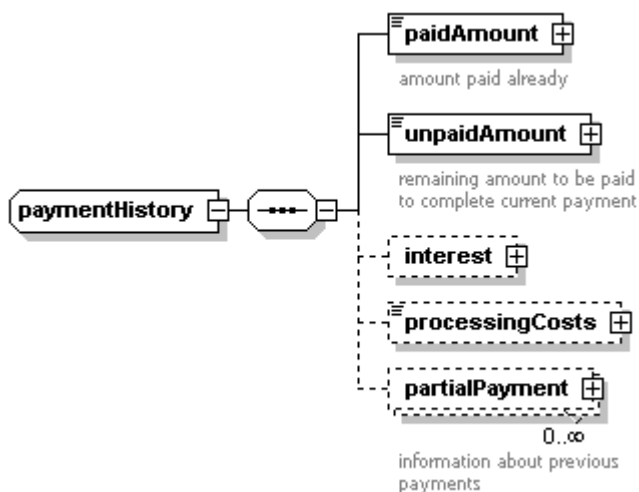 paidAmount
amount paid already
unpaidAmount
remaining amount to be paid
to complete current payment
paymentHistory
interest
processingCosts
partialPayment
0..∞
information about previous
payments